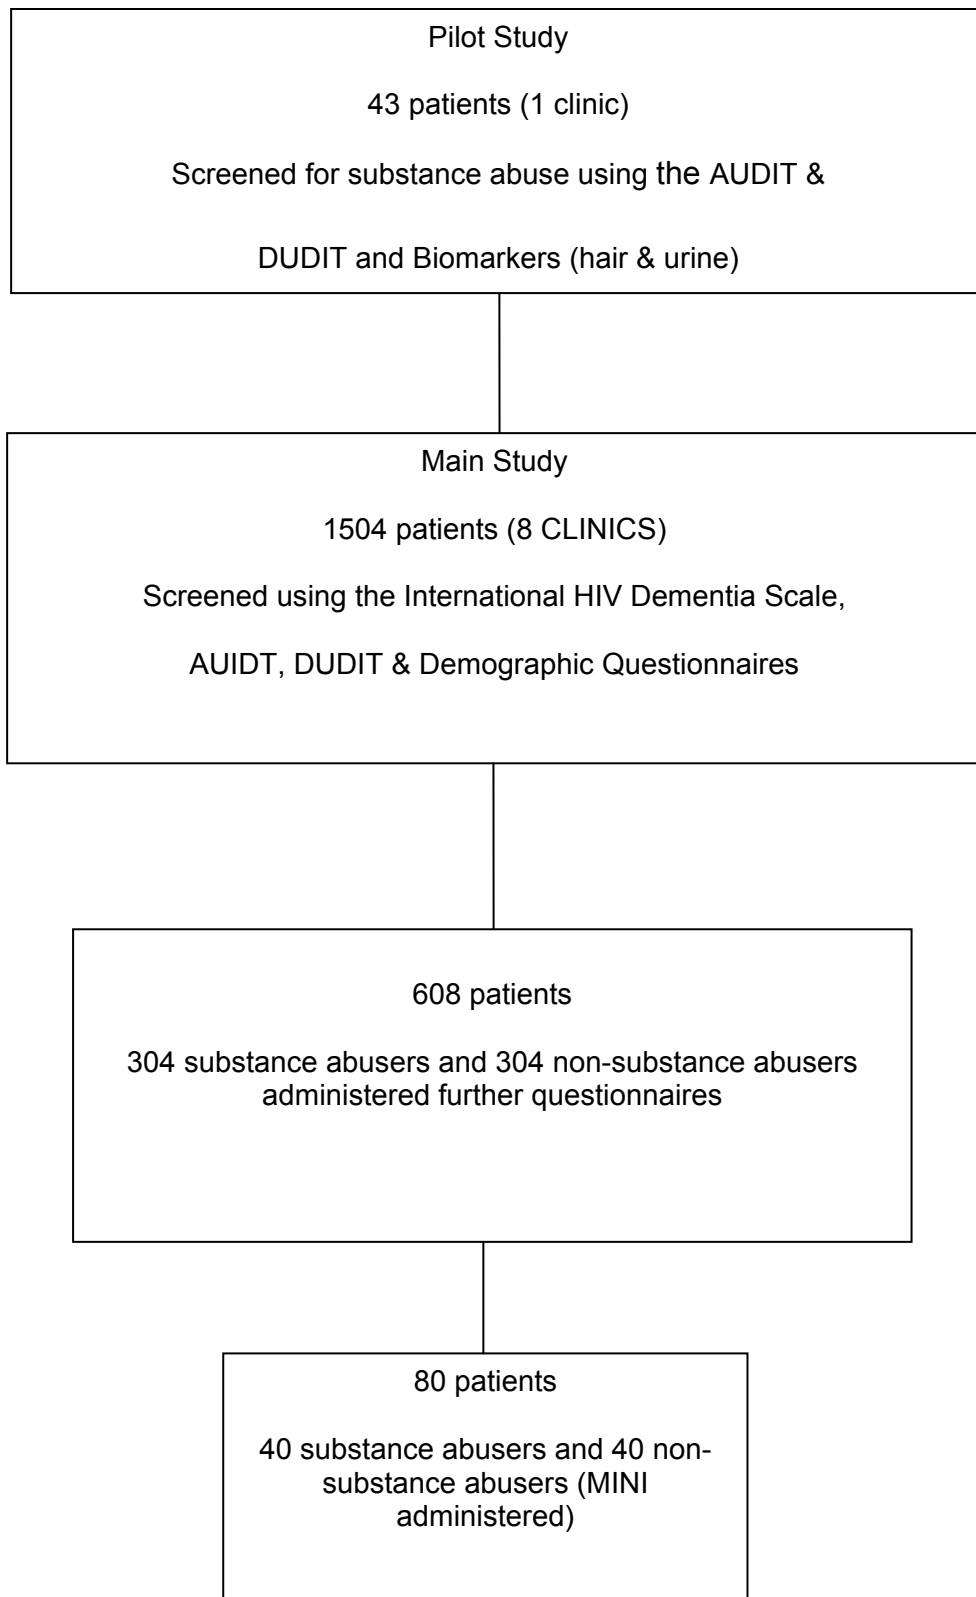 Pilot Study
43 patients (1 clinic)
Screened for substance abuse using the AUDIT &
DUDIT and Biomarkers (hair & urine)
Main Study
1504 patients (8 CLINICS)
Screened using the International HIV Dementia Scale,
AUIDT, DUDIT & Demographic Questionnaires
608 patients
304 substance abusers and 304 non-substance abusers
administered further questionnaires
80 patients
40 substance abusers and 40 non-
substance abusers (MINI
administered)